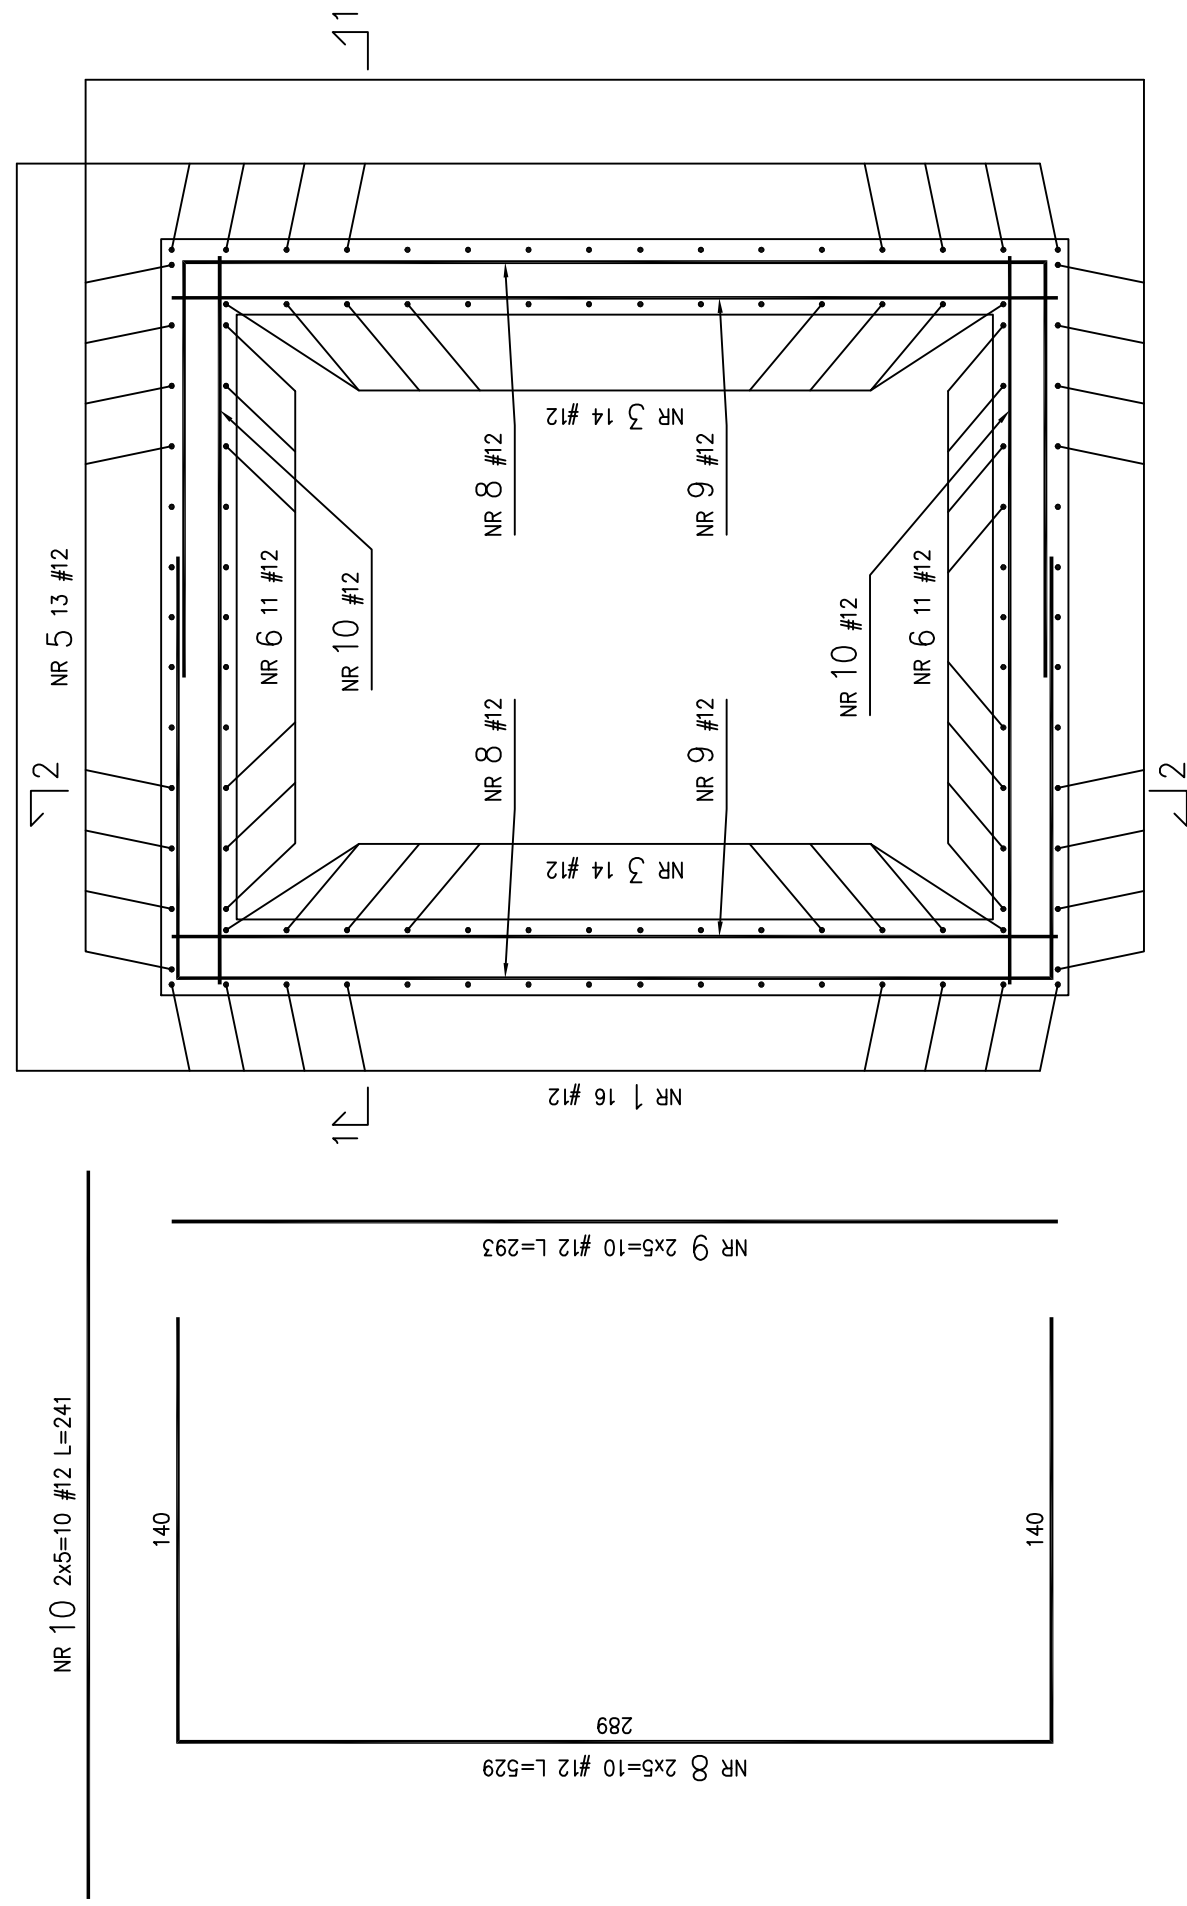 1
NR 3 14 #12
NR 8 #12
NR 9 #12
NR 5 13 #12
NR 6 11 #12
NR 10 #12
NR 10 #12
NR 6 11 #12
NR 8 #12
NR 9 #12
2
2
NR 3 14 #12
NR 1 16 #12
1
NR 9 2x5=10 #12 L=293
NR 10 2x5=10 #12 L=241
140
140
289
NR 8 2x5=10 #12 L=529